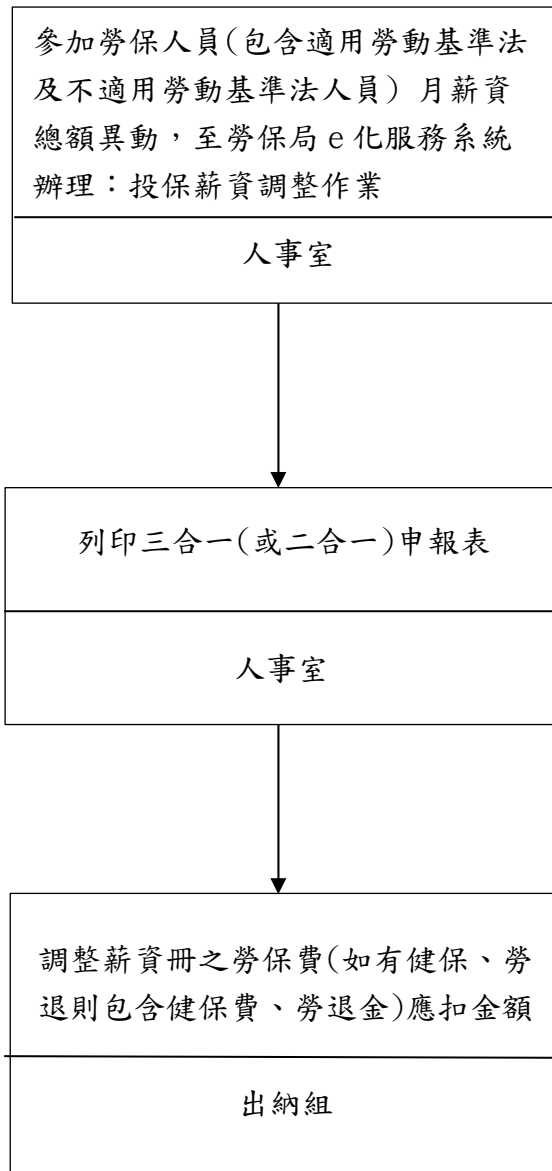 參加勞保人員(包含適用勞動基準法
及不適用勞動基準法人員) 月薪資
總額異動，至勞保局 e 化服務系統
辦理：投保薪資調整作業
人事室
列印三合一(或二合一)申報表
人事室
調整薪資冊之勞保費(如有健保、勞
退則包含健保費、勞退金)應扣金額
出納組